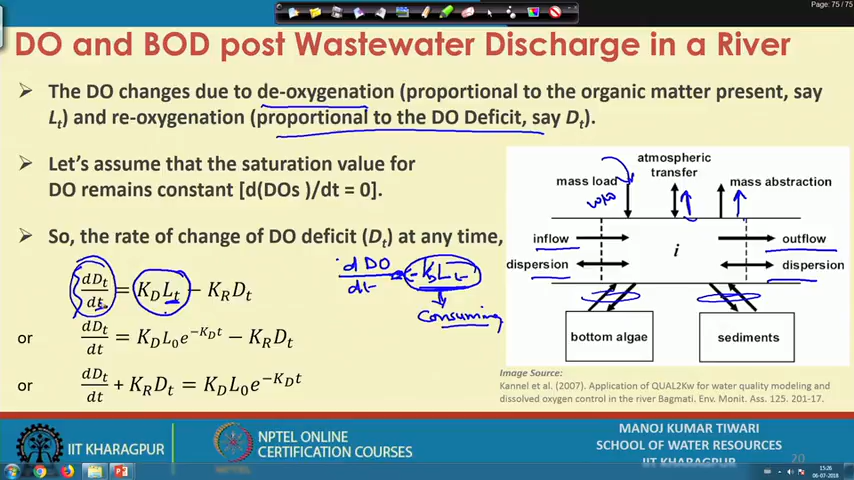 Page: 75 / 75
DO and BOD post Wastewater Discharge in a River
➢ The DO changes due to de-oxygenation (proportional to the organic matter present, say
Lt) and re-oxygenation (proportional to the DO Deficit, say Dt).
➢ Let's assume that the saturation value for
DO remains constant [d(DOs )/dt = 0].
➢ So, the rate of change of DO deficit (Dt) at any time,
dDt/dt = KDLt − KRDt
or dDt/dt = KDL0e^−KDt − KRDt
or dDt/dt + KRDt = KDL0e^−KDt
d DO
dt
-KDLt
Consuming
mass load
atmospheric
transfer
mass abstraction
w/w
inflow
i
outflow
dispersion
dispersion
bottom algae
sediments
Image Source:
Kannel et al. (2007). Application of QUAL2Kw for water quality modeling and
dissolved oxygen control in the river Bagmati. Env. Monit. Ass. 125. 201-17.
IIT KHARAGPUR
NPTEL ONLINE
CERTIFICATION COURSES
MANOJ KUMAR TIWARI
SCHOOL OF WATER RESOURCES
IIT KHARAGPUR
20
15:26
06-07-2018